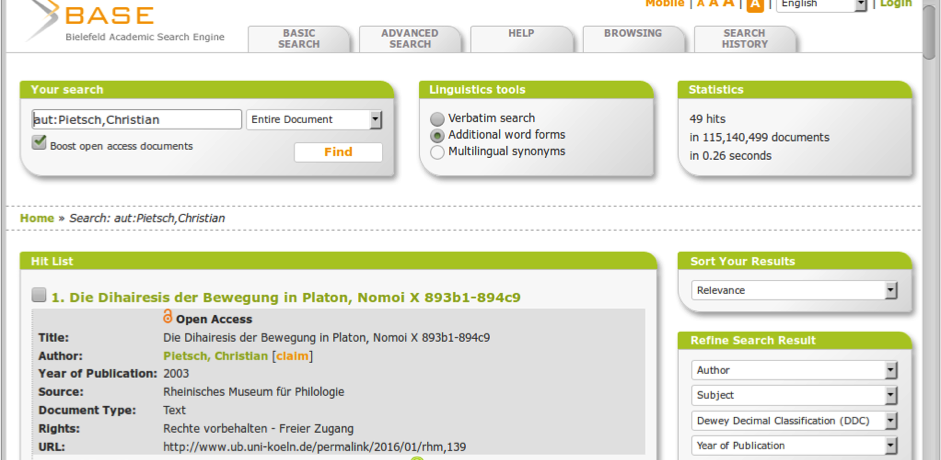 BASE
Bielefeld Academic Search Engine
Mobile | A A A | A | English | Login
BASIC SEARCH
ADVANCED SEARCH
HELP
BROWSING
SEARCH HISTORY
Your search
aut:Pietsch,Christian Entire Document
Boost open access documents
Find
Linguistics tools
Verbatim search
Additional word forms
Multilingual synonyms
Statistics
49 hits
in 115,140,499 documents
in 0.26 seconds
Home » Search: aut:Pietsch,Christian
Hit List
1. Die Dihairesis der Bewegung in Platon, Nomoi X 893b1-894c9
Open Access
Title: Die Dihairesis der Bewegung in Platon, Nomoi X 893b1-894c9
Author: Pietsch, Christian [claim]
Year of Publication: 2003
Source: Rheinisches Museum für Philologie
Document Type: Text
Rights: Rechte vorbehalten - Freier Zugang
URL: http://www.ub.uni-koeln.de/permalink/2016/01/rhm,139
Sort Your Results
Relevance
Refine Search Result
Author
Subject
Dewey Decimal Classification (DDC)
Year of Publication